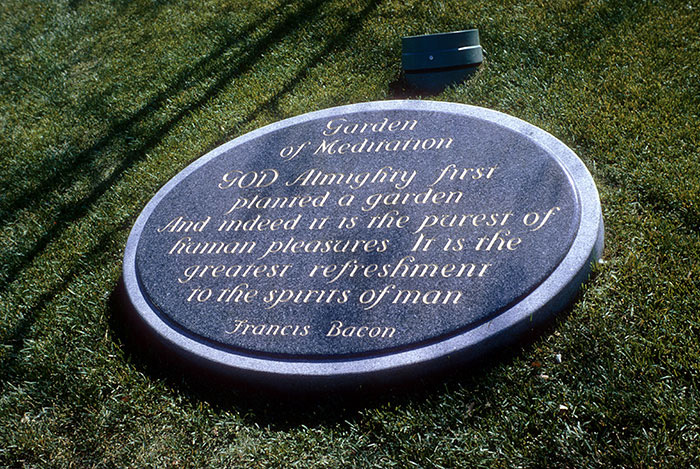 Garden
of Meditation
GOD Almighty first
planted a garden
And indeed it is the purest of
human pleasures It is the
greatest refreshment
to the spirits of man
Francis Bacon